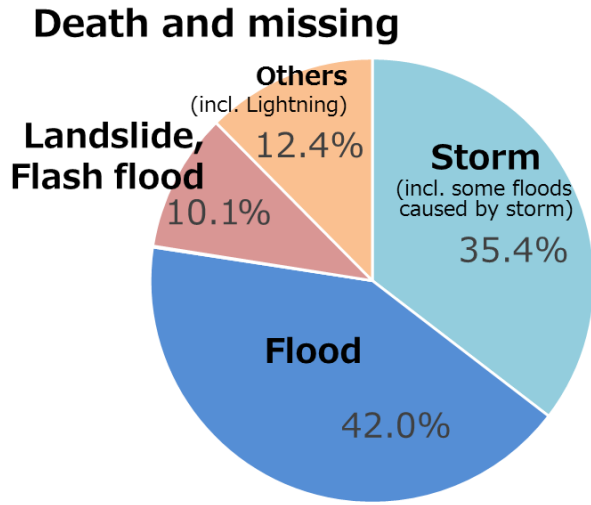 Death and missing
Others
(incl. Lightning)
12.4%
Landslide,
Flash flood
10.1%
Storm
(incl. some floods
caused by storm)
35.4%
Flood
42.0%